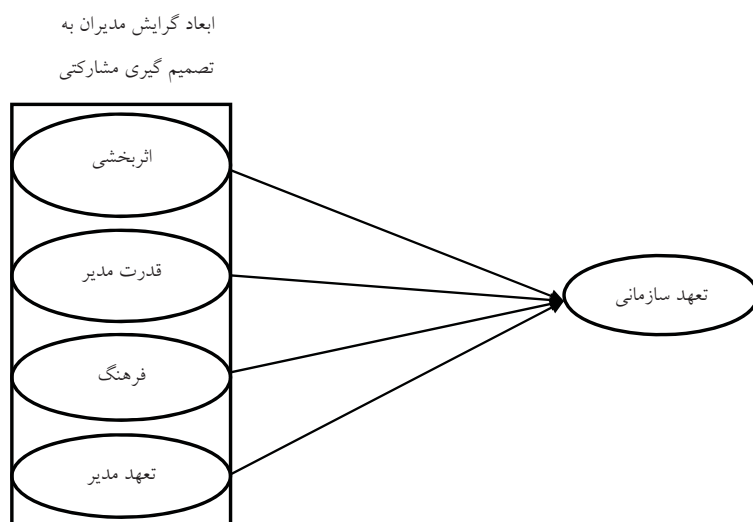 ابعاد گرایش مدیران به
تصمیم گیری مشارکتی
اثربخشی
قدرت مدیر
تعهد سازمانی
فرهنگ
تعهد مدیر